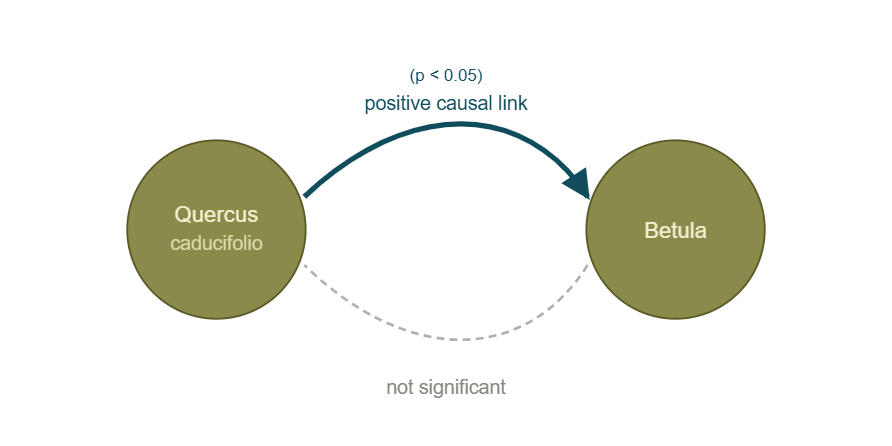 (p < 0.05)
positive causal link
Quercus
caducifolio
Betula
not significant